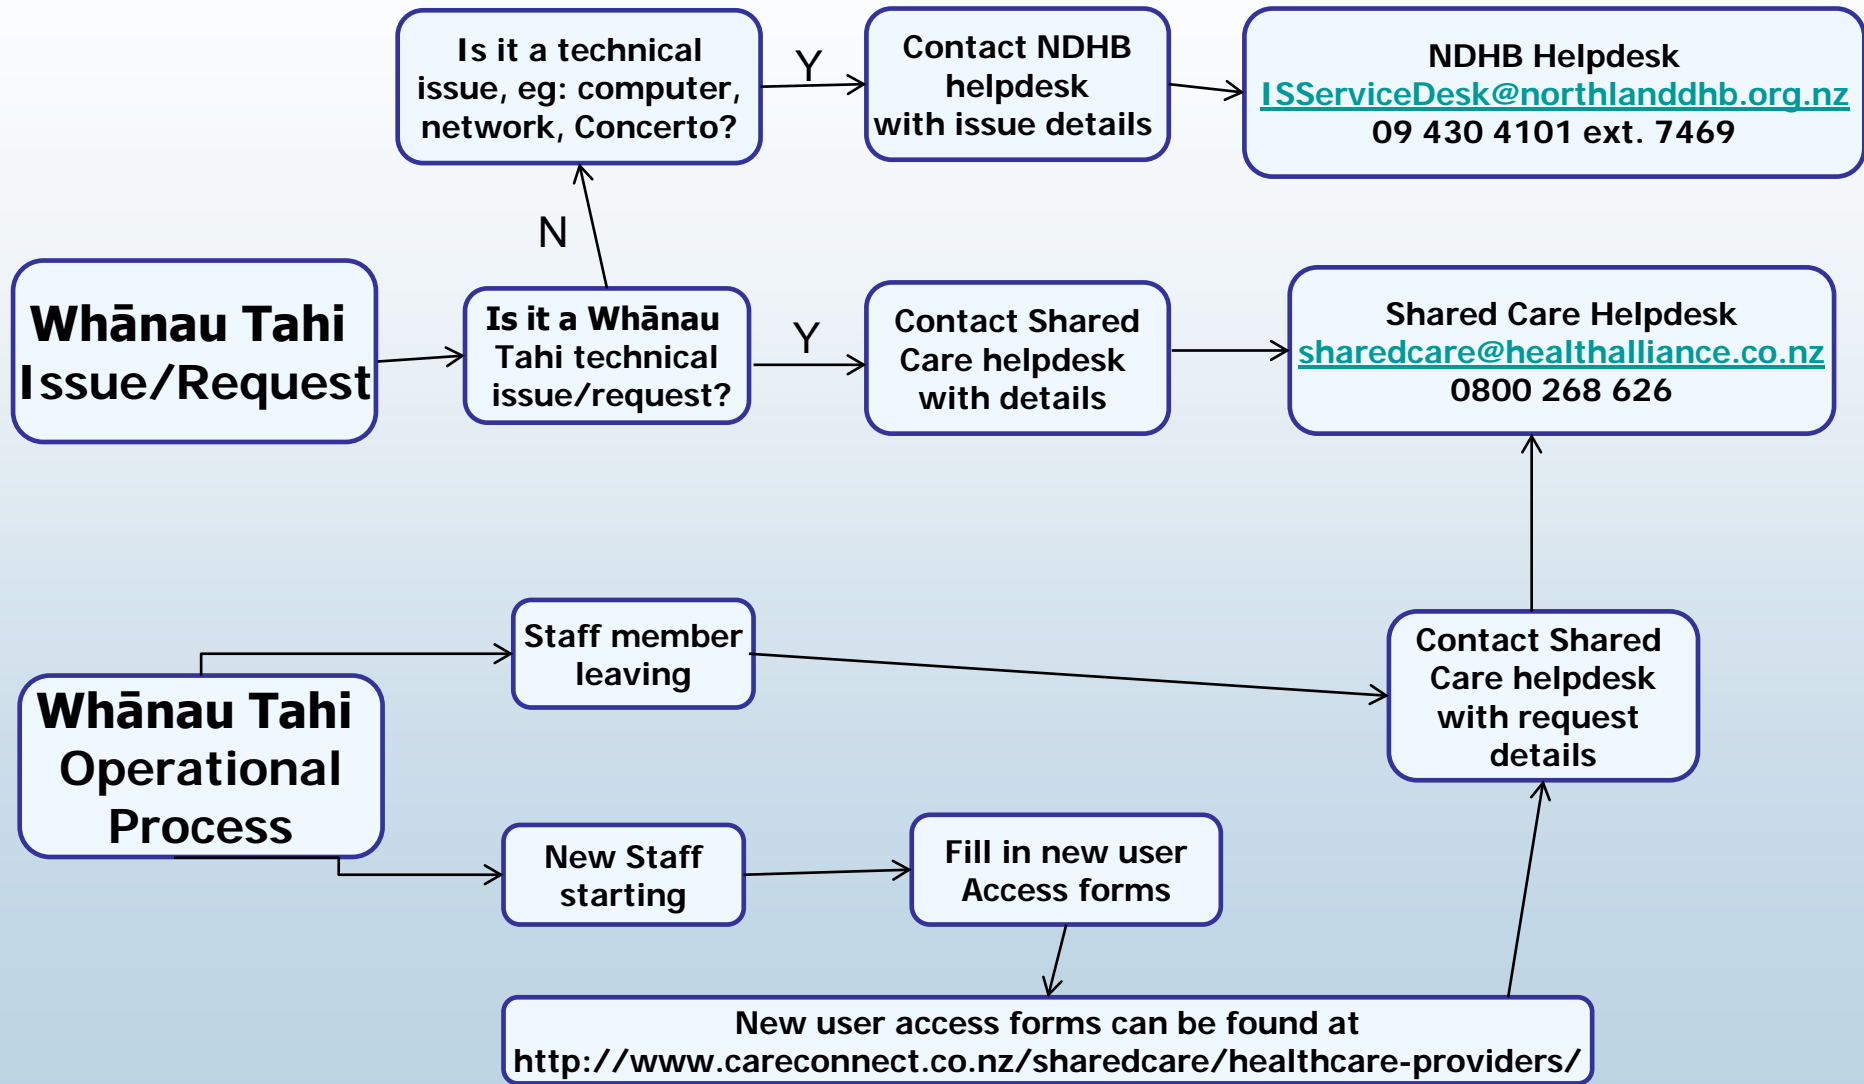 Is it a technical
issue, eg: computer,
network, Concerto?
Y
Contact NDHB
helpdesk
with issue details
NDHB Helpdesk
ISServiceDesk@northlanddhb.org.nz
09 430 4101 ext. 7469
N
Whānau Tahi
Issue/Request
Is it a Whānau
Tahi technical
issue/request?
Y
Contact Shared
Care helpdesk
with details
Shared Care Helpdesk
sharedcare@healthalliance.co.nz
0800 268 626
Whānau Tahi
Operational
Process
Staff member
leaving
Contact Shared
Care helpdesk
with request
details
New Staff
starting
Fill in new user
Access forms
New user access forms can be found at
http://www.careconnect.co.nz/sharedcare/healthcare-providers/